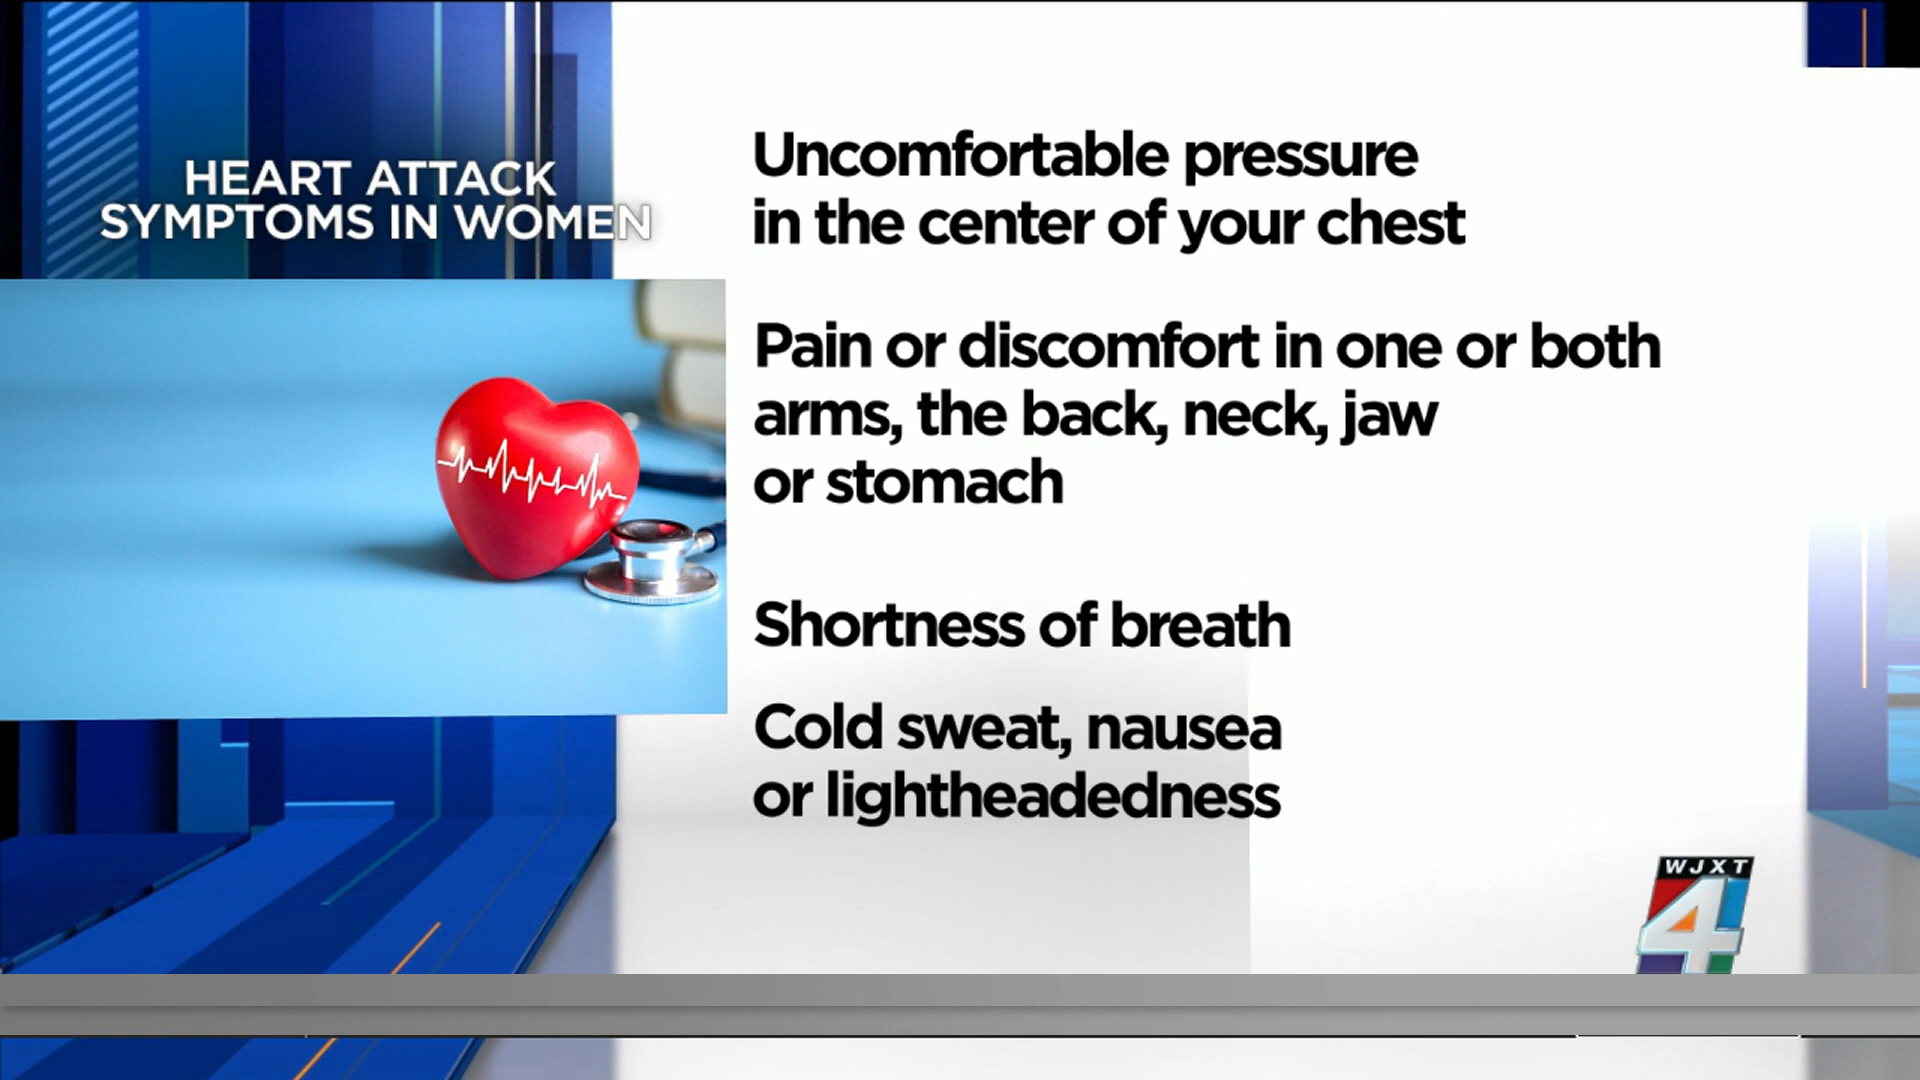 HEART ATTACK
SYMPTOMS IN WOMEN
Uncomfortable pressure
in the center of your chest
Pain or discomfort in one or both
arms, the back, neck, jaw
or stomach
Shortness of breath
Cold sweat, nausea
or lightheadedness
WJXT
4